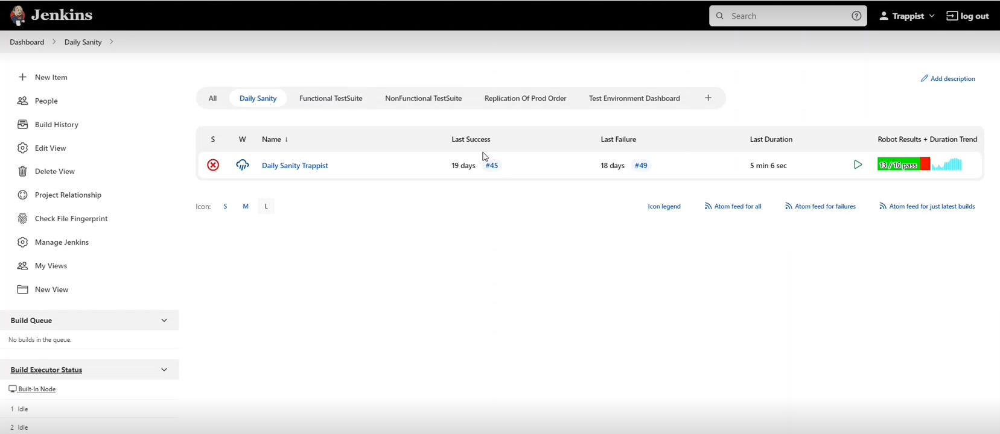 Jenkins
Search
Trappist
log out
Dashboard > Daily Sanity >
New Item
People
Build History
Edit View
Delete View
Project Relationship
Check File Fingerprint
Manage Jenkins
My Views
New View
Build Queue
No builds in the queue.
Build Executor Status
Built-In Node
1 Idle
2 Idle
Add description
All Daily Sanity Functional TestSuite NonFunctional TestSuite Replication Of Prod Order Test Environment Dashboard +
S W Name ↓ Last Success Last Failure Last Duration Robot Results + Duration Trend
Daily Sanity Trappist 19 days #45 18 days #49 5 min 6 sec 13 / 16 pass
Icon: S M L Icon legend Atom feed for all Atom feed for failures Atom feed for just latest builds